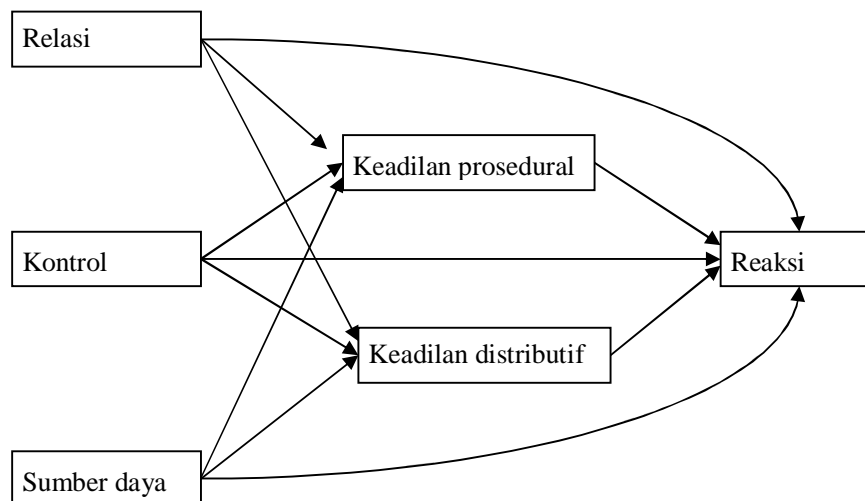 Relasi
Keadilan prosedural
Kontrol
Reaksi
Keadilan distributif
Sumber daya